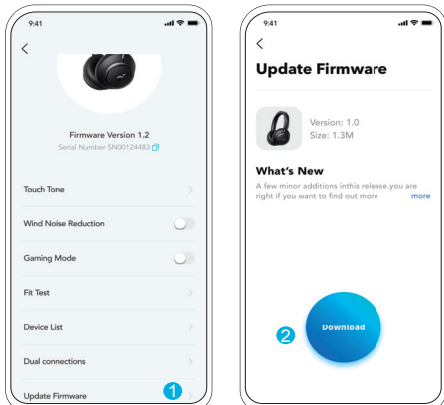 9:41
Firmware Version 1.2
Serial Number SN00124483
Touch Tone
Wind Noise Reduction
Gaming Mode
Fit Test
Device List
Dual connections
Update Firmware
1
9:41
Update Firmware
Version: 1.0
Size: 1.3M
What's New
A few minor additions inthis release.you are
right if you want to find out more
more
2
Download